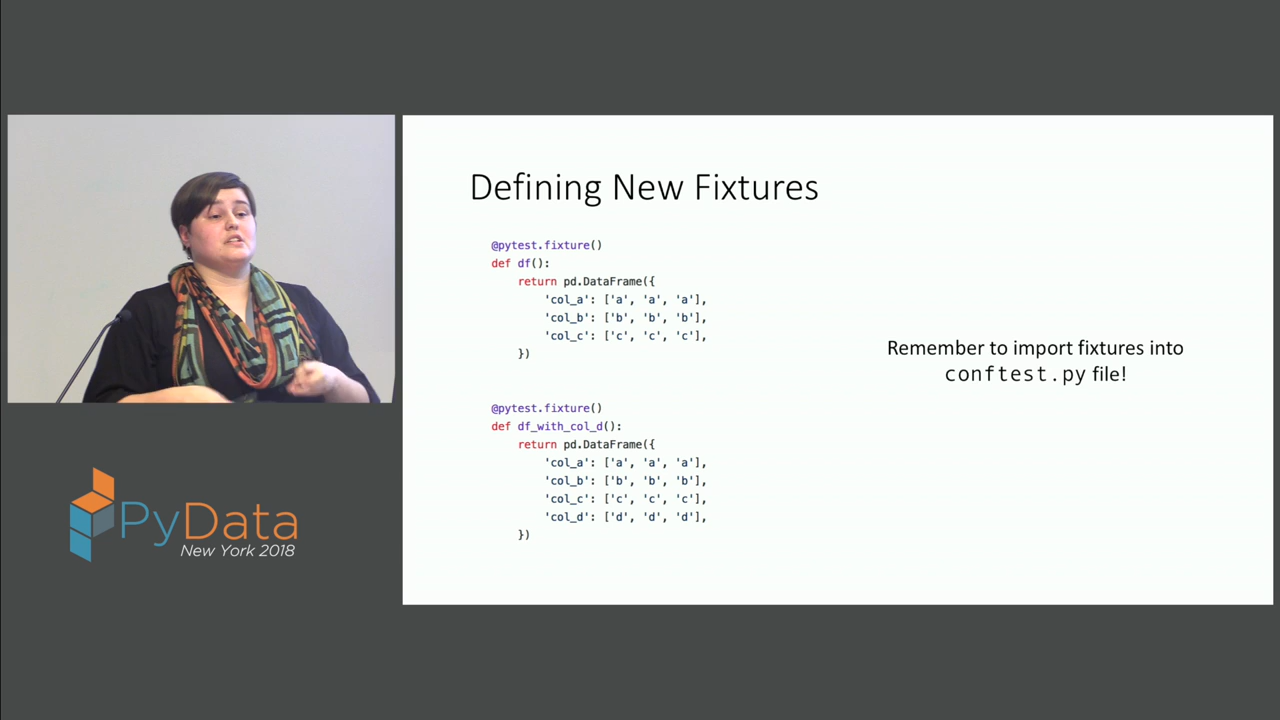 Defining New Fixtures
@pytest.fixture()
def df():
    return pd.DataFrame({
        'col_a': ['a', 'a', 'a'],
        'col_b': ['b', 'b', 'b'],
        'col_c': ['c', 'c', 'c'],
    })
@pytest.fixture()
def df_with_col_d():
    return pd.DataFrame({
        'col_a': ['a', 'a', 'a'],
        'col_b': ['b', 'b', 'b'],
        'col_c': ['c', 'c', 'c'],
        'col_d': ['d', 'd', 'd'],
    })
Remember to import fixtures into
conftest.py file!
PyData
New York 2018